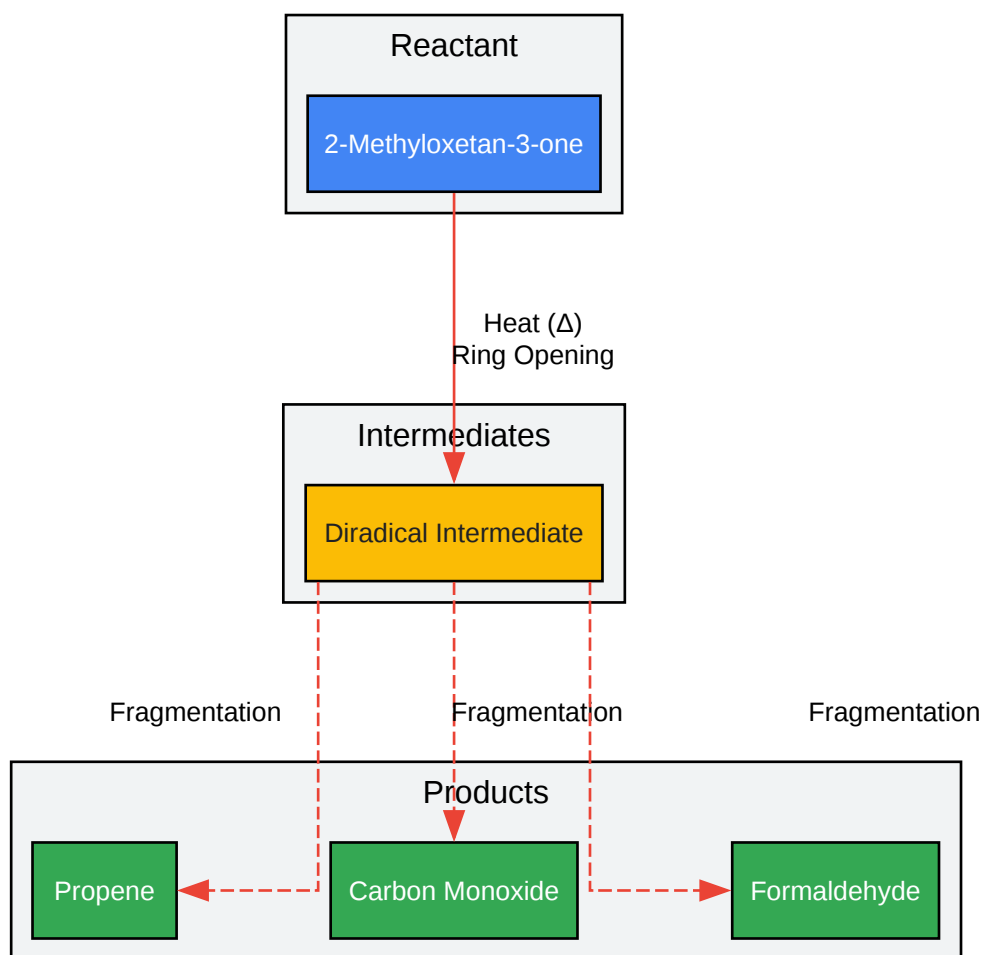 Reactant
2-Methyloxetan-3-one
Heat (Δ)
Ring Opening
Intermediates
Diradical Intermediate
Fragmentation
Fragmentation
Fragmentation
Products
Propene
Carbon Monoxide
Formaldehyde